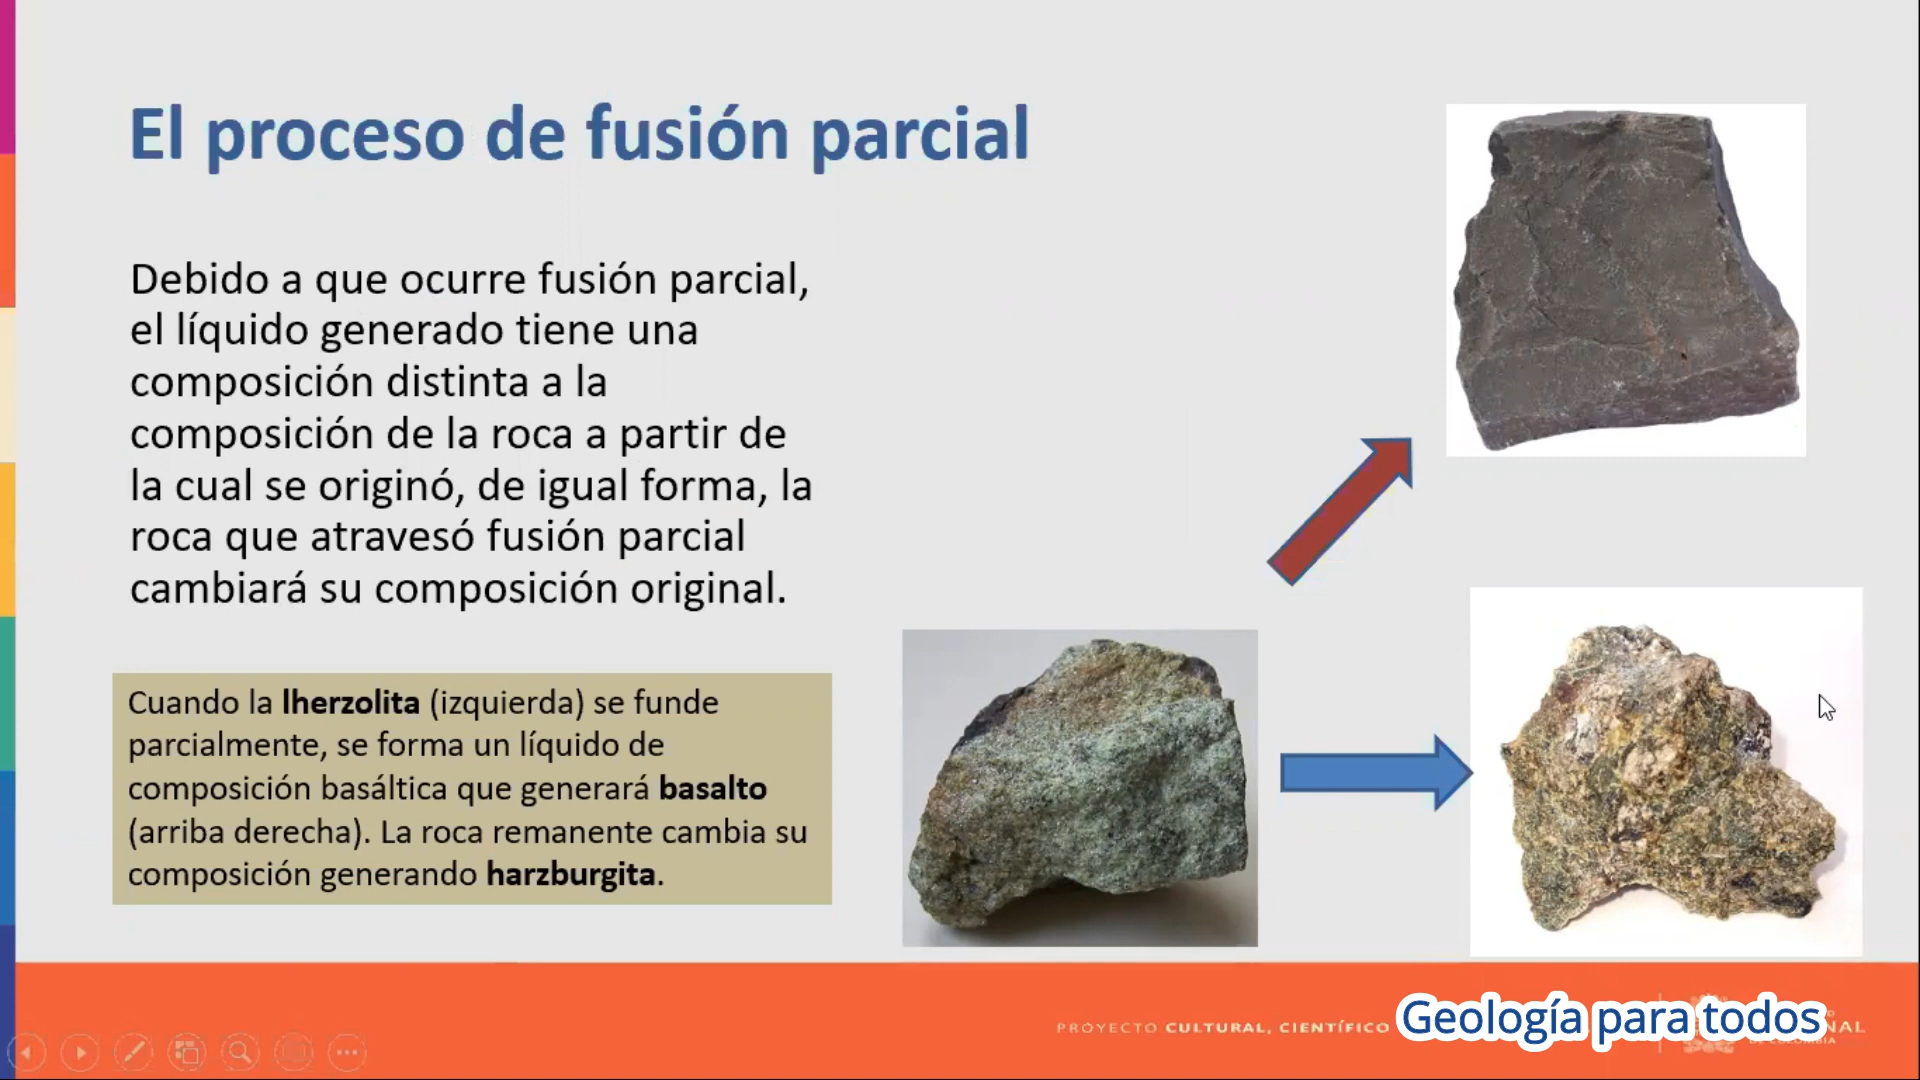 El proceso de fusión parcial
Debido a que ocurre fusión parcial,
el líquido generado tiene una
composición distinta a la
composición de la roca a partir de
la cual se originó, de igual forma, la
roca que atravesó fusión parcial
cambiará su composición original.
Cuando la lherzolita (izquierda) se funde
parcialmente, se forma un líquido de
composición basáltica que generará basalto
(arriba derecha). La roca remanente cambia su
composición generando harzburgita.
PROYECTO CULTURAL, CIENTÍFICO
Geología para todos
DE COLOMBIA